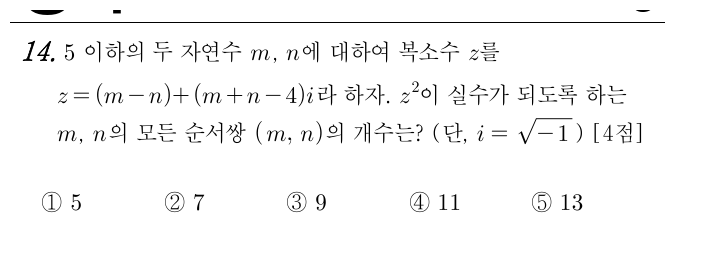 14. 5 이하의 두 자연수 m, n에 대하여 복소수 z를
z=(m−n)+(m+n−4)i라 하자. z²이 실수가 되도록 하는
m, n의 모든 순서쌍 (m, n)의 개수는? (단, i=√−1) [4점]
① 5 ② 7 ③ 9 ④ 11 ⑤ 13